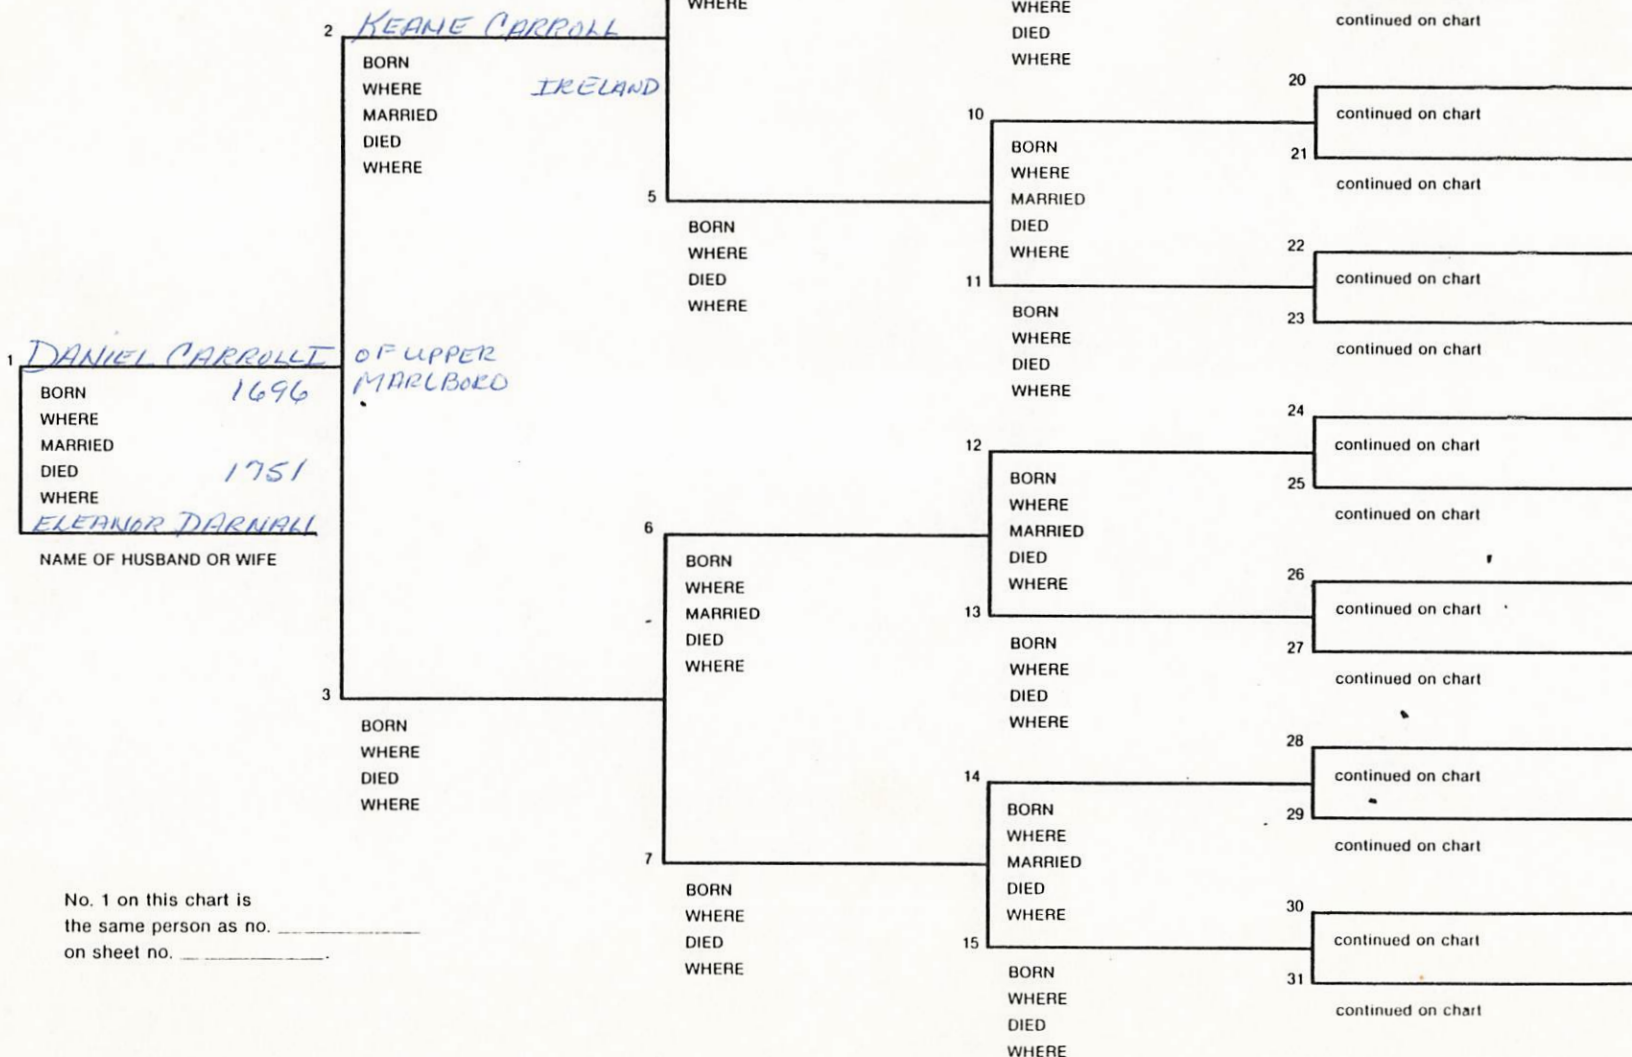 2 KEANE CARROLL
BORN
WHERE IRELAND
MARRIED
DIED
WHERE
1 DANIEL CARROLL I OF UPPER
MARLBORO
BORN 1696
WHERE
MARRIED
DIED 1751
WHERE
ELEANOR DARNALL
NAME OF HUSBAND OR WIFE
3
BORN
WHERE
DIED
WHERE
No. 1 on this chart is
the same person as no.
on sheet no.
WHERE
5
BORN
WHERE
DIED
WHERE
6
BORN
WHERE
MARRIED
DIED
WHERE
7
BORN
WHERE
DIED
WHERE
WHERE
DIED
WHERE
10
BORN
WHERE
MARRIED
DIED
WHERE
11
BORN
WHERE
DIED
WHERE
12
BORN
WHERE
MARRIED
DIED
WHERE
13
BORN
WHERE
DIED
WHERE
14
BORN
WHERE
MARRIED
DIED
WHERE
15
BORN
WHERE
DIED
WHERE
continued on chart
20
continued on chart
21
continued on chart
22
continued on chart
23
continued on chart
24
continued on chart
25
continued on chart
26
continued on chart
27
continued on chart
28
continued on chart
29
continued on chart
30
continued on chart
31
continued on chart